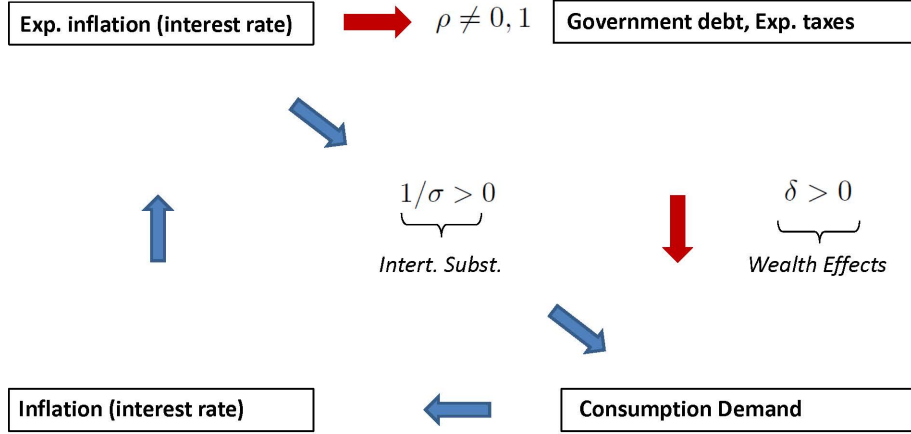 Exp. inflation (interest rate) ρ ≠ 0, 1 Government debt, Exp. taxes
1/σ > 0 δ > 0
Intert. Subst. Wealth Effects
Inflation (interest rate) Consumption Demand